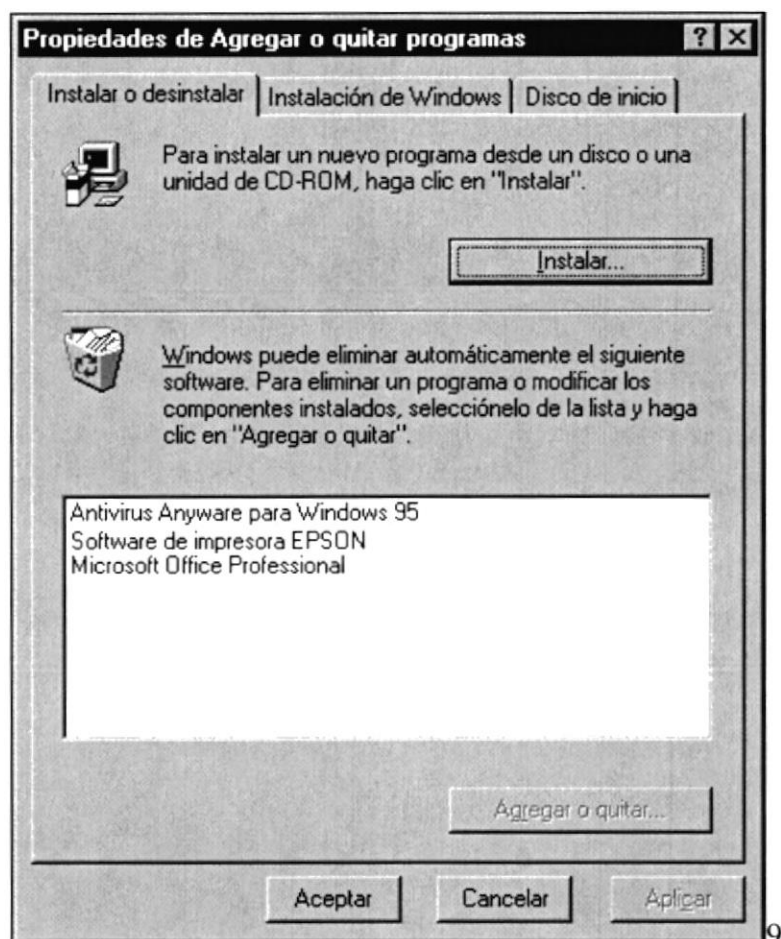 Propiedades de Agregar o quitar programas
Instalar o desinstalar
Instalación de Windows
Disco de inicio
Para instalar un nuevo programa desde un disco o una
unidad de CD-ROM, haga clic en "Instalar".
Instalar...
Windows puede eliminar automáticamente el siguiente
software. Para eliminar un programa o modificar los
componentes instalados, selecciónelo de la lista y haga
clic en "Agregar o quitar".
Antivirus Anyware para Windows 95
Software de impresora EPSON
Microsoft Office Professional
Agregar o quitar...
Aceptar
Cancelar
Aplicar